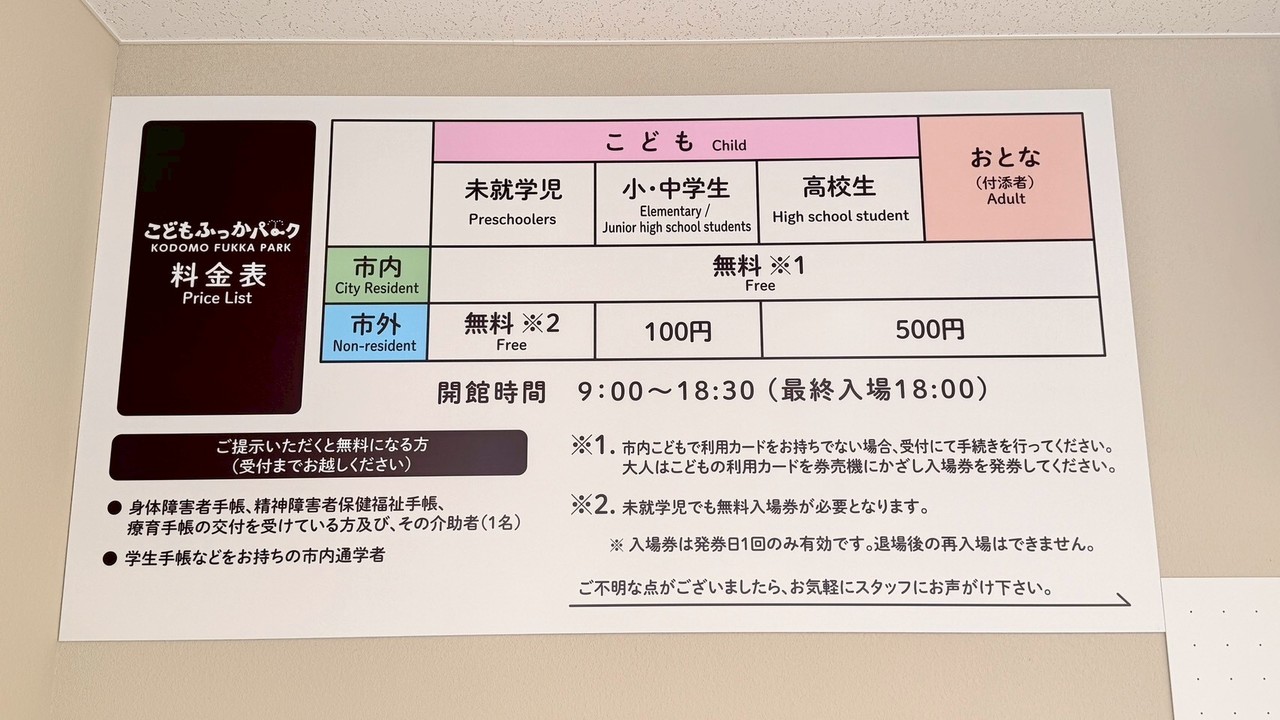 こどもふっかパーク
KODOMO FUKKA PARK
料金表
Price List
こども Child
おとな
（付添者）
Adult
未就学児
Preschoolers
小・中学生
Elementary /
Junior high school students
高校生
High school student
市内
City Resident
無料 ※1
Free
市外
Non-resident
無料 ※2
Free
100円
500円
開館時間 9:00～18:30（最終入場18:00）
ご提示いただくと無料になる方
（受付までお越しください）
● 身体障害者手帳、精神障害者保健福祉手帳、
療育手帳の交付を受けている方及び、その介助者（1名）
● 学生手帳などをお持ちの市内通学者
※1. 市内こどもで利用カードをお持ちでない場合、受付にて手続きを行ってください。
大人はこどもの利用カードを券売機にかざし入場券を発券してください。
※2. 未就学児でも無料入場券が必要となります。
※ 入場券は発券日1回のみ有効です。退場後の再入場はできません。
ご不明な点がございましたら、お気軽にスタッフにお声がけ下さい。